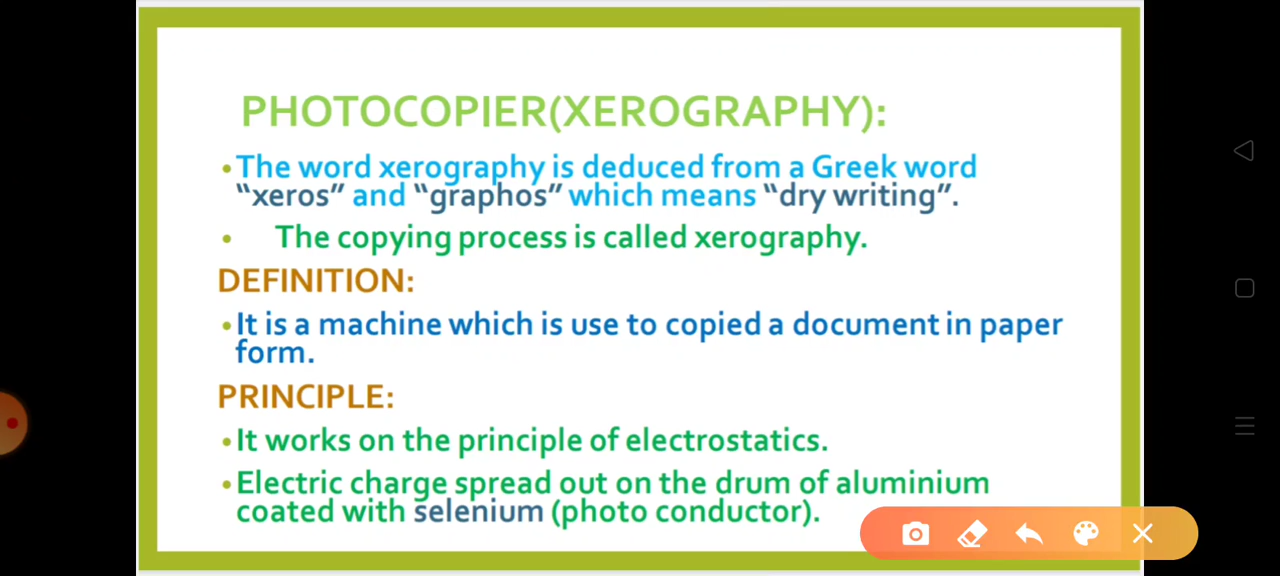 PHOTOCOPIER(XEROGRAPHY):
•The word xerography is deduced from a Greek word
“xeros” and “graphos” which means “dry writing”.
• The copying process is called xerography.
DEFINITION:
•It is a machine which is use to copied a document in paper
form.
PRINCIPLE:
•It works on the principle of electrostatics.
•Electric charge spread out on the drum of aluminium
coated with selenium (photo conductor).